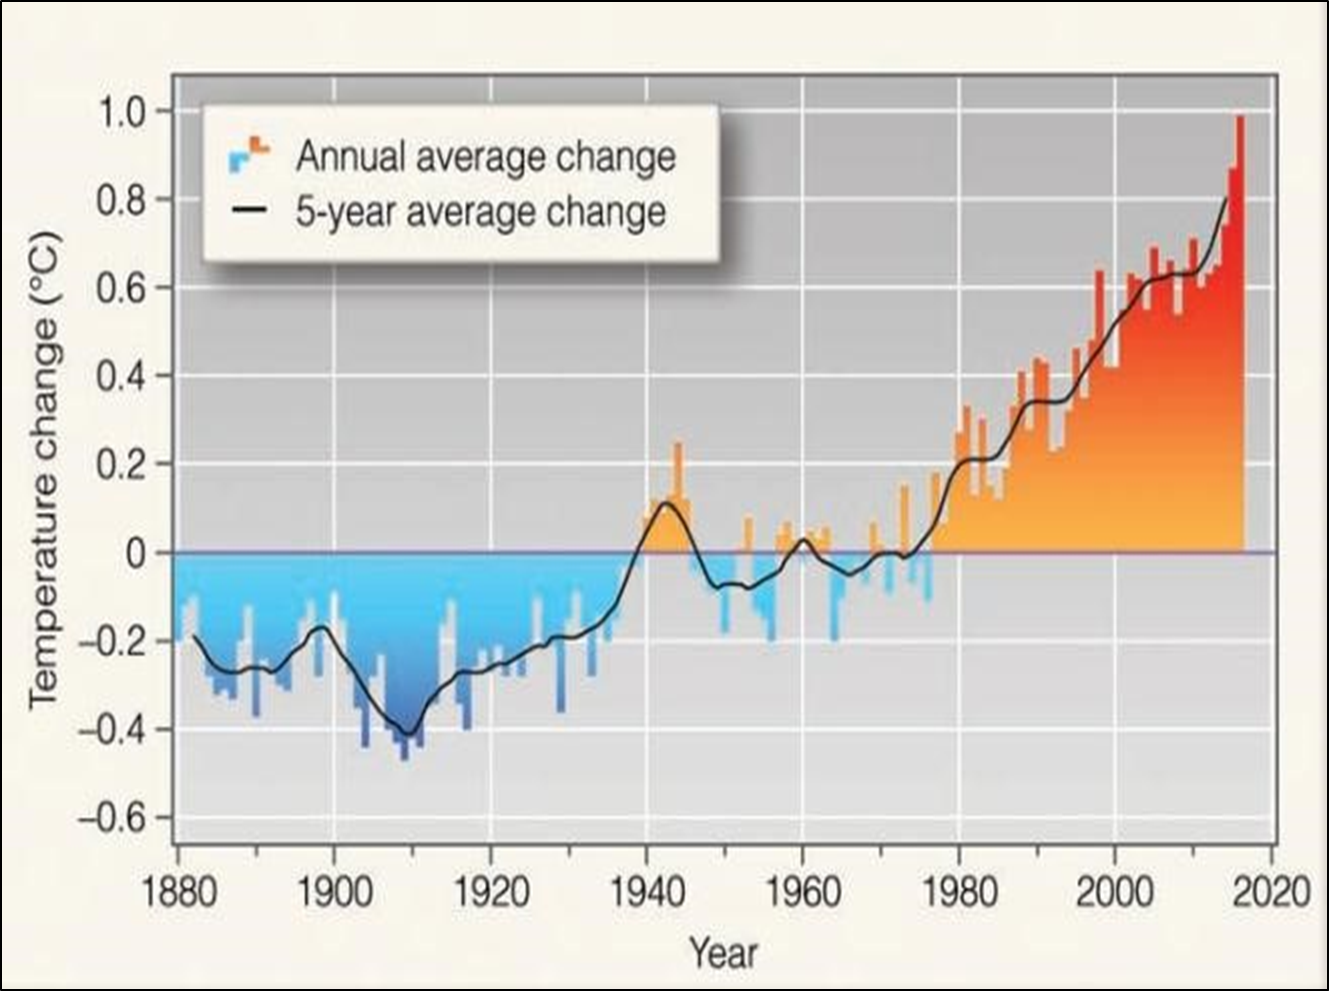 Annual average change
5-year average change
Temperature change (°C)
1.0
0.8
0.6
0.4
0.2
0
–0.2
–0.4
–0.6
1880 1900 1920 1940 1960 1980 2000 2020
Year